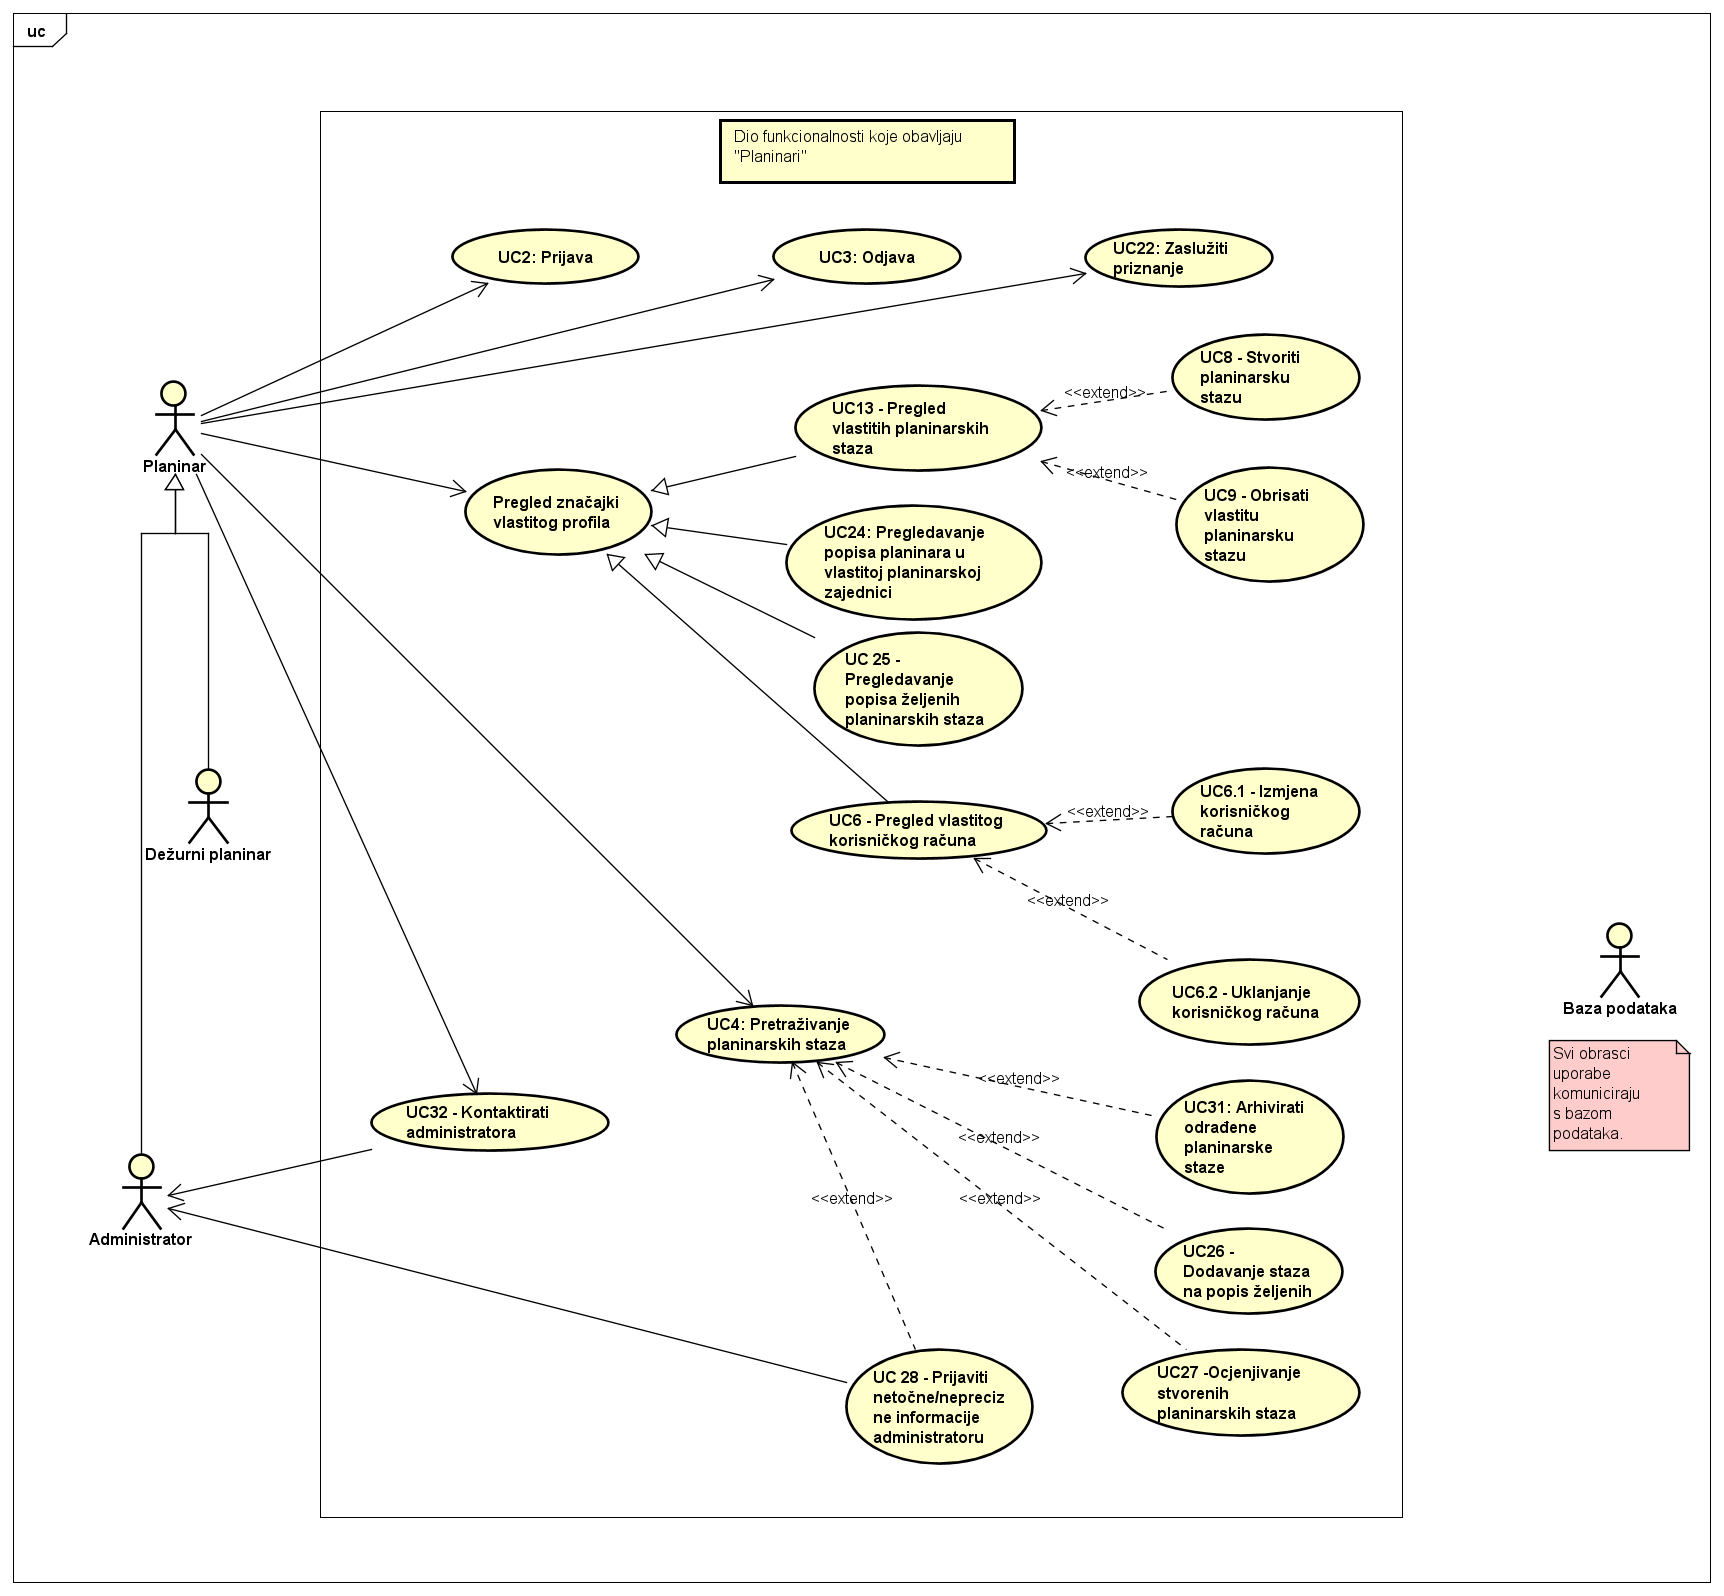 uc
Dio funkcionalnosti koje obavljaju
"Planinari"
UC2: Prijava
UC3: Odjava
UC22: Zaslužiti
priznanje
UC8 - Stvoriti
planinarsku
stazu
<<extend>>
UC13 - Pregled
vlastitih planinarskih
staza
Planinar
<<extend>>
UC9 - Obrisati
vlastitu
planinarsku
stazu
Pregled značajki
vlastitog profila
UC24: Pregledavanje
popisa planinara u
vlastitoj planinarskoj
zajednici
UC 25 -
Pregledavanje
popisa željenih
planinarskih staza
Dežurni planinar
UC6 - Pregled vlastitog
korisničkog računa
<<extend>>
UC6.1 - Izmjena
korisničkog
računa
<<extend>>
UC6.2 - Uklanjanje
korisničkog računa
Baza podataka
Svi obrasci
uporabe
komuniciraju
s bazom
podataka.
UC4: Pretraživanje
planinarskih staza
<<extend>>
UC31: Arhivirati
odrađene
planinarske
staze
UC32 - Kontaktirati
administratora
<<extend>>
<<extend>>
<<extend>>
Administrator
UC26 -
Dodavanje staza
na popis željenih
UC 28 - Prijaviti
netočne/nepreciz
ne informacije
administratoru
UC27 -Ocjenjivanje
stvorenih
planinarskih staza